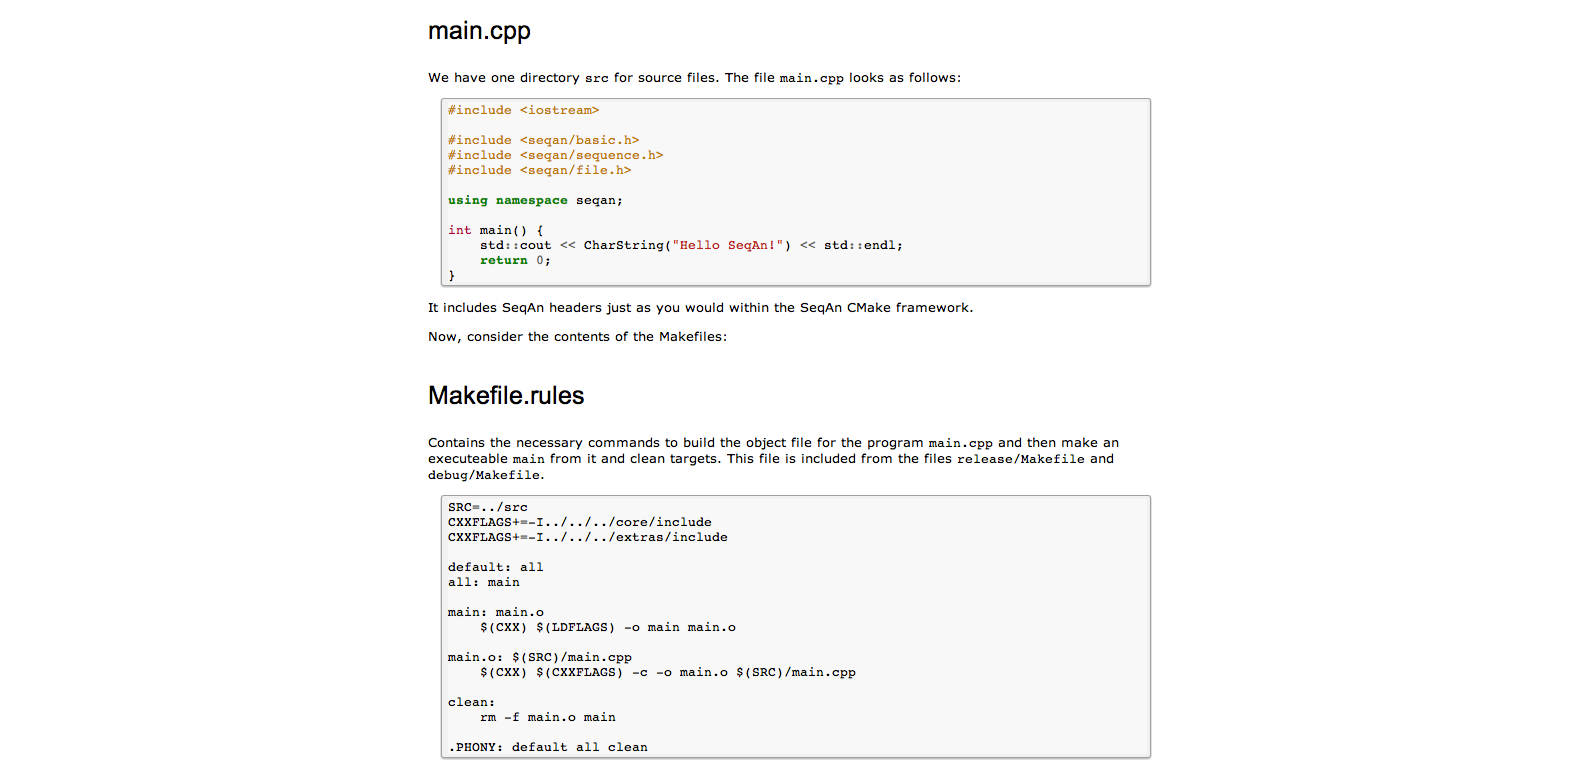 main.cpp
We have one directory src for source files. The file main.cpp looks as follows:
#include <iostream>
#include <seqan/basic.h>
#include <seqan/sequence.h>
#include <seqan/file.h>
using namespace seqan;
int main() {
    std::cout << CharString("Hello SeqAn!") << std::endl;
    return 0;
}
It includes SeqAn headers just as you would within the SeqAn CMake framework.
Now, consider the contents of the Makefiles:
Makefile.rules
Contains the necessary commands to build the object file for the program main.cpp and then make an
executeable main from it and clean targets. This file is included from the files release/Makefile and
debug/Makefile.
SRC=../src
CXXFLAGS+=-I../../../core/include
CXXFLAGS+=-I../../../extras/include
default: all
all: main
main: main.o
    $(CXX) $(LDFLAGS) -o main main.o
main.o: $(SRC)/main.cpp
    $(CXX) $(CXXFLAGS) -c -o main.o $(SRC)/main.cpp
clean:
    rm -f main.o main
.PHONY: default all clean